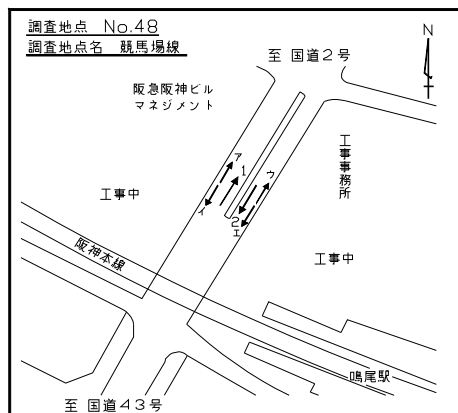 調査地点 No.48
調査地点名 競馬場線
N
至 国道2号
阪急阪神ビル
マネジメント
ア
1
ウ
工事事務所
工事中
イ
2
エ
阪神本線
工事中
鳴尾駅
至 国道43号